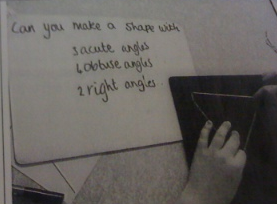 Can you make a shape with
3 acute angles
6 obtuse angles
2 right angles.